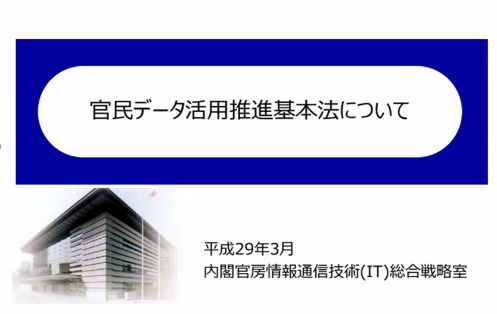 官民データ活用推進基本法について
平成29年3月
内閣官房情報通信技術(IT)総合戦略室